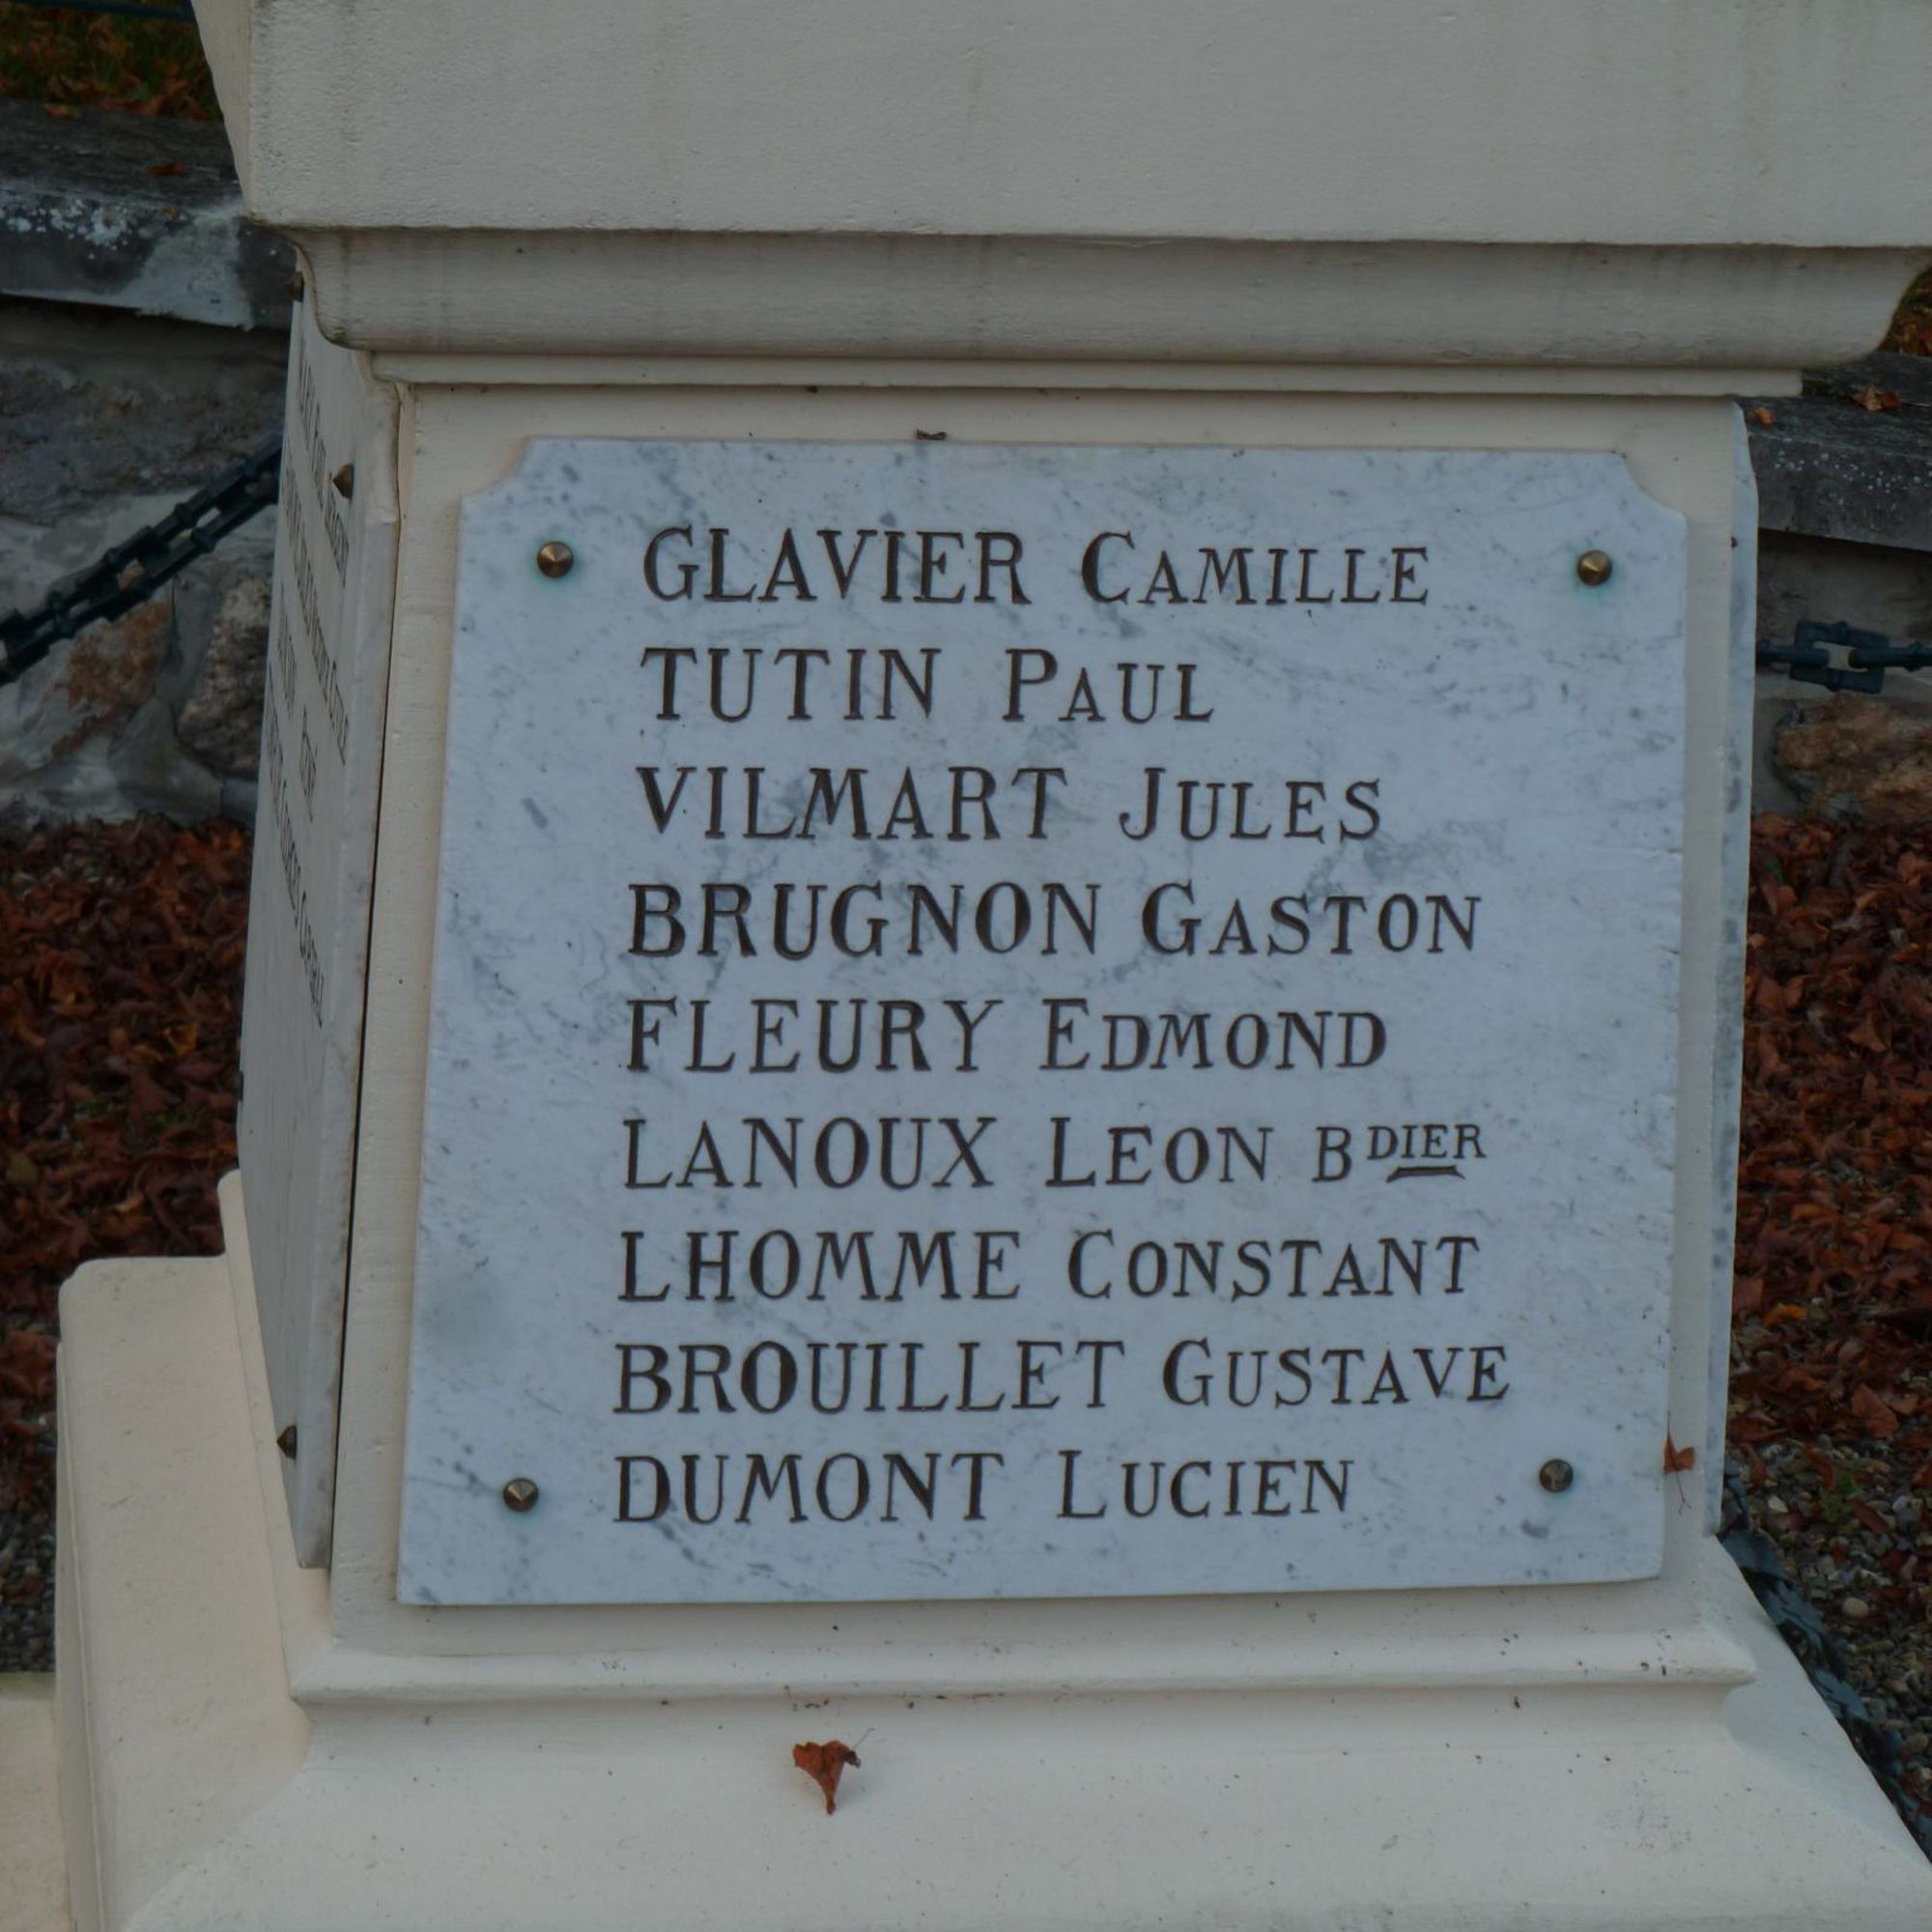 GLAVIER CAMILLE
TUTIN PAUL
VILMART JULES
BRUGNON GASTON
FLEURY EDMOND
LANOUX LEON BDIER
LHOMME CONSTANT
BROUILLET GUSTAVE
DUMONT LUCIEN